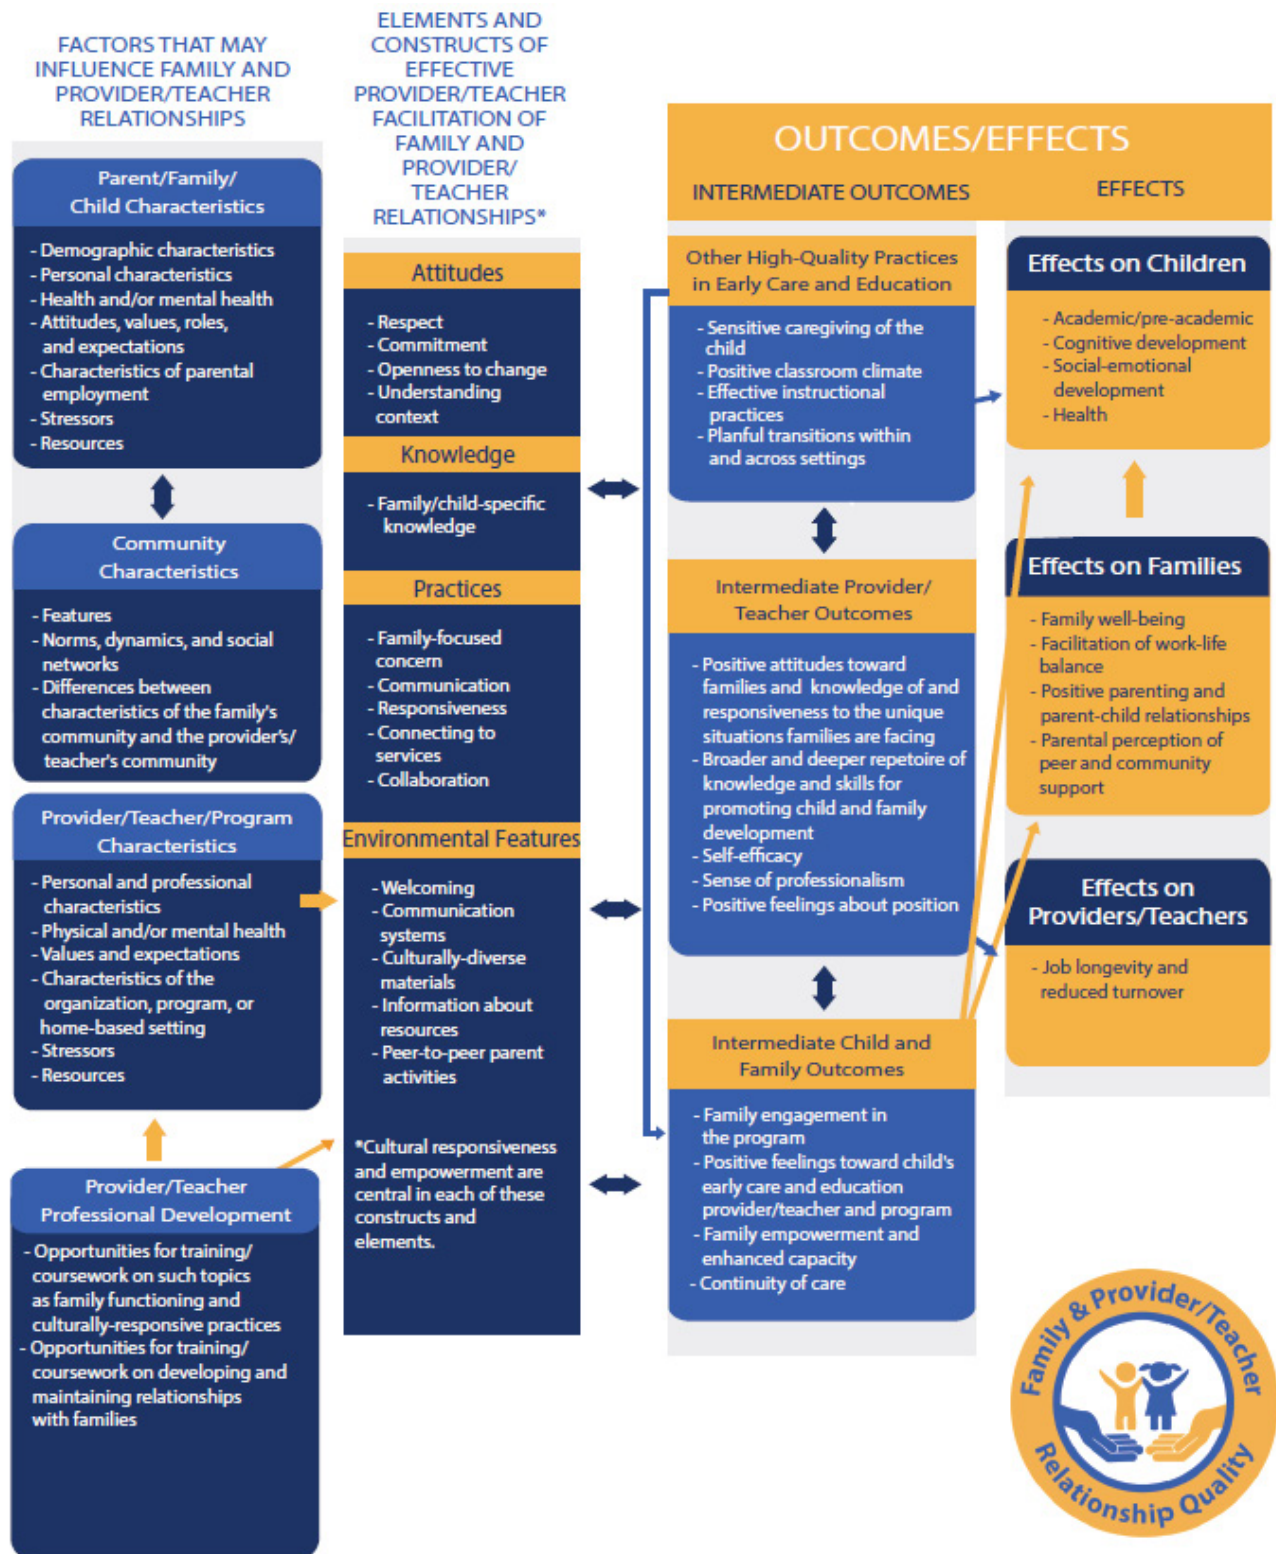 FACTORS THAT MAY
INFLUENCE FAMILY AND
PROVIDER/TEACHER
RELATIONSHIPS
Parent/Family/
Child Characteristics
- Demographic characteristics
- Personal characteristics
- Health and/or mental health
- Attitudes, values, roles,
and expectations
- Characteristics of parental
employment
- Stressors
- Resources
Community
Characteristics
- Features
- Norms, dynamics, and social
networks
- Differences between
characteristics of the family's
community and the provider's/
teacher's community
Provider/Teacher/Program
Characteristics
- Personal and professional
characteristics
- Physical and/or mental health
- Values and expectations
- Characteristics of the
organization, program, or
home-based setting
- Stressors
- Resources
Provider/Teacher
Professional Development
- Opportunities for training/
coursework on such topics
as family functioning and
culturally-responsive practices
- Opportunities for training/
coursework on developing and
maintaining relationships
with families
ELEMENTS AND
CONSTRUCTS OF
EFFECTIVE
PROVIDER/TEACHER
FACILITATION OF
FAMILY AND
PROVIDER/
TEACHER
RELATIONSHIPS*
Attitudes
- Respect
- Commitment
- Openness to change
- Understanding
context
Knowledge
- Family/child-specific
knowledge
Practices
- Family-focused
concern
- Communication
- Responsiveness
- Connecting to
services
- Collaboration
Environmental Features
- Welcoming
- Communication
systems
- Culturally-diverse
materials
- Information about
resources
- Peer-to-peer parent
activities
*Cultural responsiveness
and empowerment are
central in each of these
constructs and
elements.
OUTCOMES/EFFECTS
INTERMEDIATE OUTCOMES
Other High-Quality Practices
in Early Care and Education
- Sensitive caregiving of the
child
- Positive classroom climate
- Effective instructional
practices
- Planful transitions within
and across settings
Intermediate Provider/
Teacher Outcomes
- Positive attitudes toward
families and knowledge of and
responsiveness to the unique
situations families are facing
- Broader and deeper repetoire of
knowledge and skills for
promoting child and family
development
- Self-efficacy
- Sense of professionalism
- Positive feelings about position
Intermediate Child and
Family Outcomes
- Family engagement in
the program
- Positive feelings toward child's
early care and education
provider/teacher and program
- Family empowerment and
enhanced capacity
- Continuity of care
EFFECTS
Effects on Children
- Academic/pre-academic
- Cognitive development
- Social-emotional
development
- Health
Effects on Families
- Family well-being
- Facilitation of work-life
balance
- Positive parenting and
parent-child relationships
- Parental perception of
peer and community
support
Effects on
Providers/Teachers
- Job longevity and
reduced turnover
Family & Provider/Teacher
Relationship Quality